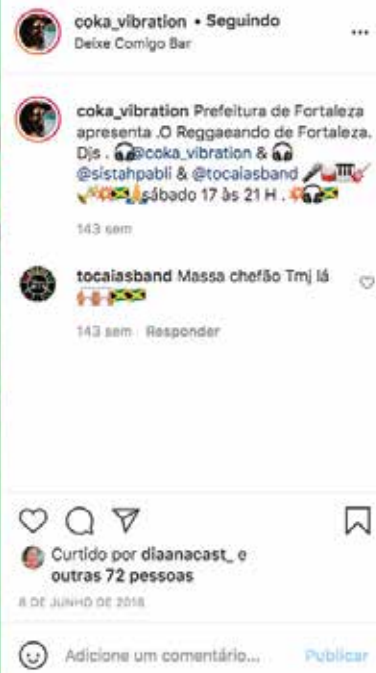 coka_vibration • Seguindo
Deixe Comigo Bar
coka_vibration Prefeitura de Fortaleza
apresenta .O Reggaeando de Fortaleza.
Djs . 🎧@coka_vibration & 🎧
@sistahpabli & @tocaiasband 🎤🥁🎹🎸
🎺💥🇯🇲🙏sábado 17 às 21 H . 💥🎧🇯🇲
143 sem
tocaiasband Massa chefão Tmj lá
143 sem Responder
Curtido por diaanacast_ e
outras 72 pessoas
8 DE JUNHO DE 2018
Adicione um comentário... Publicar